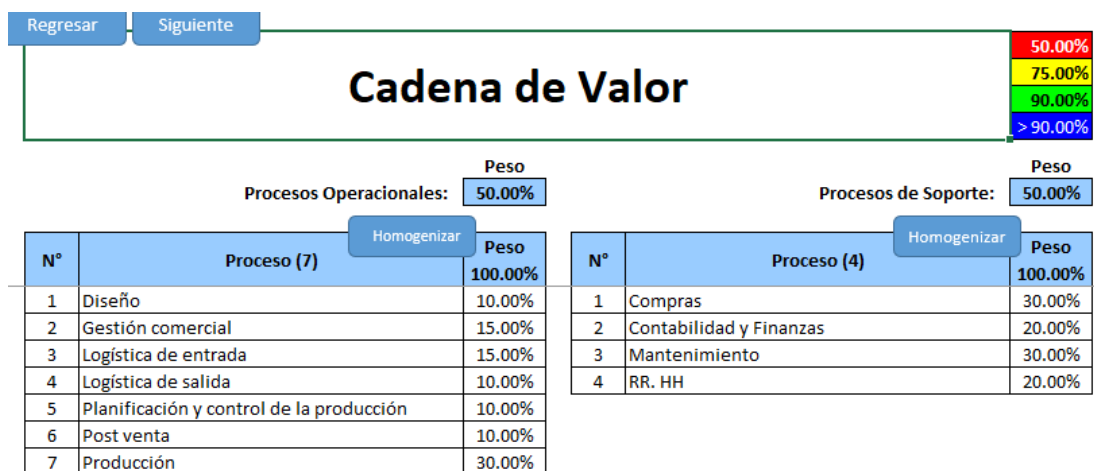 Regresar Siguiente
Cadena de Valor
50.00%
75.00%
90.00%
> 90.00%
Peso
Procesos Operacionales: 50.00%
Homogenizar
N° Proceso (7) Peso
100.00%
1 Diseño 10.00%
2 Gestión comercial 15.00%
3 Logística de entrada 15.00%
4 Logística de salida 10.00%
5 Planificación y control de la producción 10.00%
6 Post venta 10.00%
7 Producción 30.00%
Peso
Procesos de Soporte: 50.00%
Homogenizar
N° Proceso (4) Peso
100.00%
1 Compras 30.00%
2 Contabilidad y Finanzas 20.00%
3 Mantenimiento 30.00%
4 RR. HH 20.00%